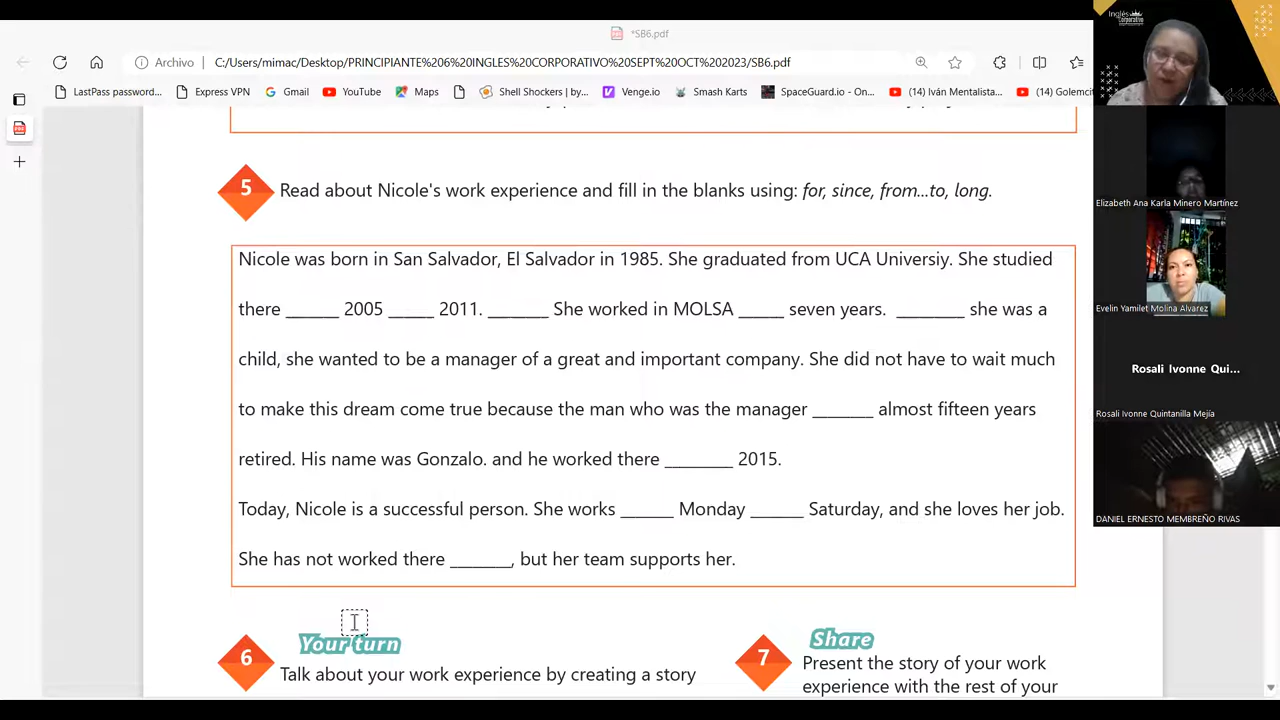 *SB6.pdf
Archivo
C:/Users/mimac/Desktop/PRINCIPIANTE%206%20INGLES%20CORPORATIVO%20SEPT%20OCT%202023/SB6.pdf
LastPass password...
Express VPN
Gmail
YouTube
Maps
Shell Shockers | by...
Venge.io
Smash Karts
SpaceGuard.io - On...
(14) Iván Mentalista...
(14) Golemcit
5
Read about Nicole's work experience and fill in the blanks using: for, since, from...to, long.
Nicole was born in San Salvador, El Salvador in 1985. She graduated from UCA Universiy. She studied
there ______ 2005 _____ 2011. _______ She worked in MOLSA _____ seven years. ________ she was a
child, she wanted to be a manager of a great and important company. She did not have to wait much
to make this dream come true because the man who was the manager _______ almost fifteen years
retired. His name was Gonzalo. and he worked there ________ 2015.
Today, Nicole is a successful person. She works ______ Monday ______ Saturday, and she loves her job.
She has not worked there _______, but her team supports her.
6
Your turn
Talk about your work experience by creating a story
7
Share
Present the story of your work
experience with the rest of your
Inglés
Corporativo
Elizabeth Ana Karla Minero Martínez
Evelin Yamilet Molina Alvarez
Rosali Ivonne Qui...
Rosali Ivonne Quintanilla Mejía
DANIEL ERNESTO MEMBREÑO RIVAS